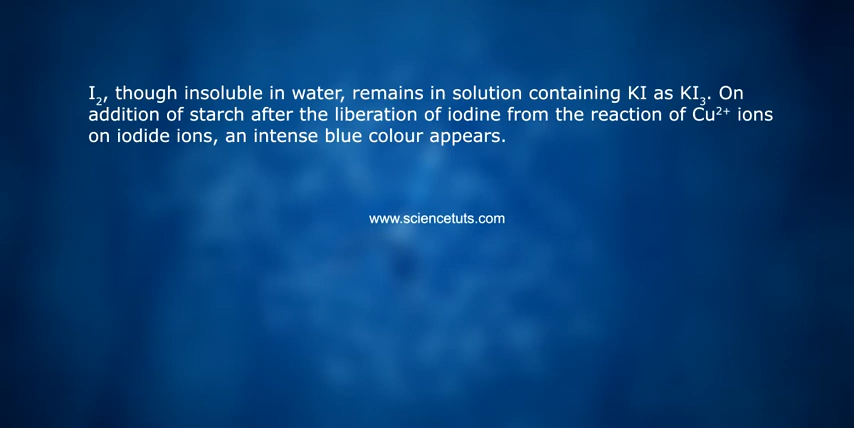 I₂, though insoluble in water, remains in solution containing KI as KI₃. On
addition of starch after the liberation of iodine from the reaction of Cu²⁺ ions
on iodide ions, an intense blue colour appears.
www.sciencetuts.com